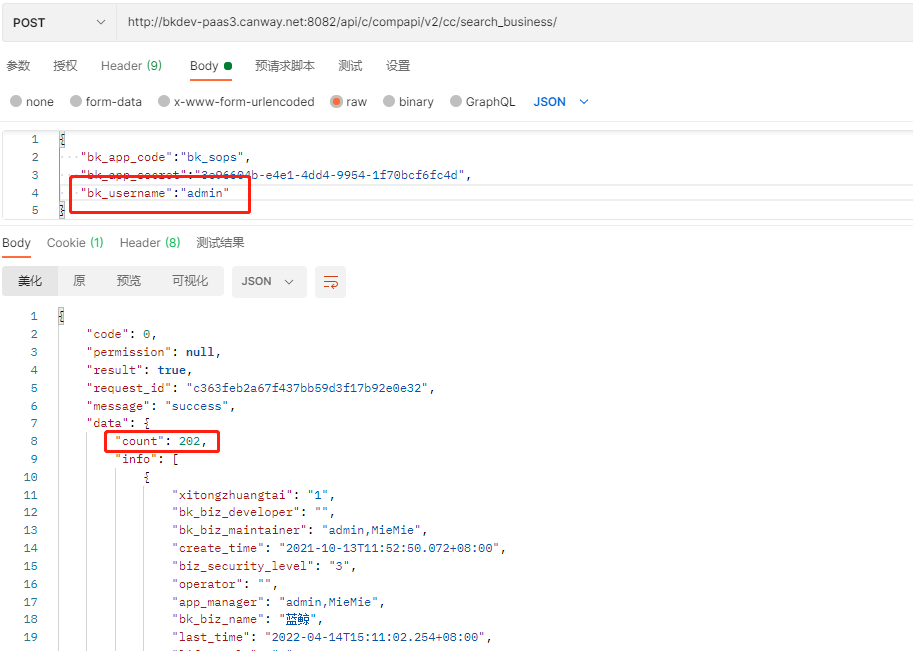 POST http://bkdev-paas3.canway.net:8082/api/c/compapi/v2/cc/search_business/
参数 授权 Header (9) Body 预请求脚本 测试 设置
none form-data x-www-form-urlencoded raw binary GraphQL JSON
1 {
2 "bk_app_code":"bk_sops",
3 "bk_app_secret":"3c96604b-e4e1-4dd4-9954-1f70bcf6fc4d",
4 "bk_username":"admin"
5 }
Body Cookie (1) Header (8) 测试结果
美化 原 预览 可视化 JSON
1 {
2 "code": 0,
3 "permission": null,
4 "result": true,
5 "request_id": "c363feb2a67f437bb59d3f17b92e0e32",
6 "message": "success",
7 "data": {
8 "count": 202,
9 "info": [
10 {
11 "xitongzhuangtai": "1",
12 "bk_biz_developer": "",
13 "bk_biz_maintainer": "admin,MieMie",
14 "create_time": "2021-10-13T11:52:50.072+08:00",
15 "biz_security_level": "3",
16 "operator": "",
17 "app_manager": "admin,MieMie",
18 "bk_biz_name": "蓝鲸",
19 "last_time": "2022-04-14T15:11:02.254+08:00",